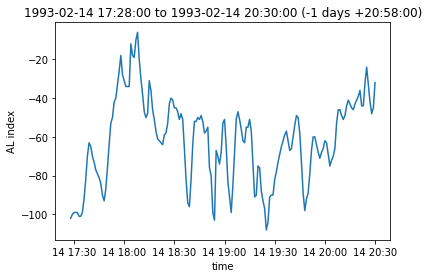 1993-02-14 17:28:00 to 1993-02-14 20:30:00 (-1 days +20:58:00)
−20
−40
−60
−80
−100
AL index
14 17:30 14 18:00 14 18:30 14 19:00 14 19:30 14 20:00 14 20:30
time